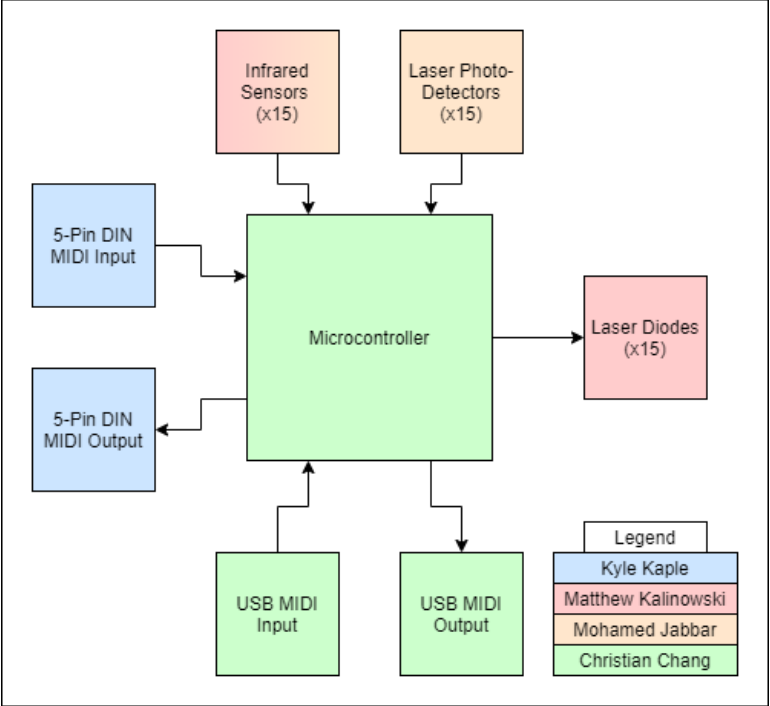 Infrared
Sensors
(x15)
Laser Photo-
Detectors
(x15)
5-Pin DIN
MIDI Input
Microcontroller
Laser Diodes
(x15)
5-Pin DIN
MIDI Output
USB MIDI
Input
USB MIDI
Output
Legend
Kyle Kaple
Matthew Kalinowski
Mohamed Jabbar
Christian Chang